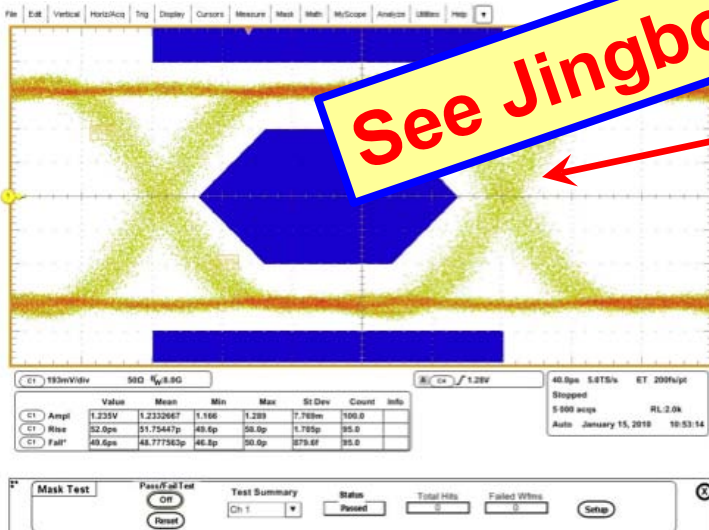 File Edit Vertical Horiz/Acq Trig Display Cursors Measure Mask Math MyScope Analyze Utilities Help
See Jingbo
C1 193mV/div 50Ω BW:8.0G
A C4 1.28V
40.0ps 5.0TS/s ET 200fs/pt
Stopped
5 000 acqs RL:2.0k
Auto January 15, 2018 10:53:14
Value Mean Min Max St Dev Count Info
C1 Ampl 1.235V 1.2332667 1.166 1.289 7.769m 100.0
C1 Rise 52.0ps 51.75447p 49.6p 58.0p 1.785p 95.0
C1 Fall* 49.6ps 48.777563p 46.8p 50.0p 879.6f 95.0
Mask Test
Pass/Fail Test
Off
Reset
Test Summary
Ch 1
Status
Passed
Total Hits
0
Failed Wfms
0
Setup
X